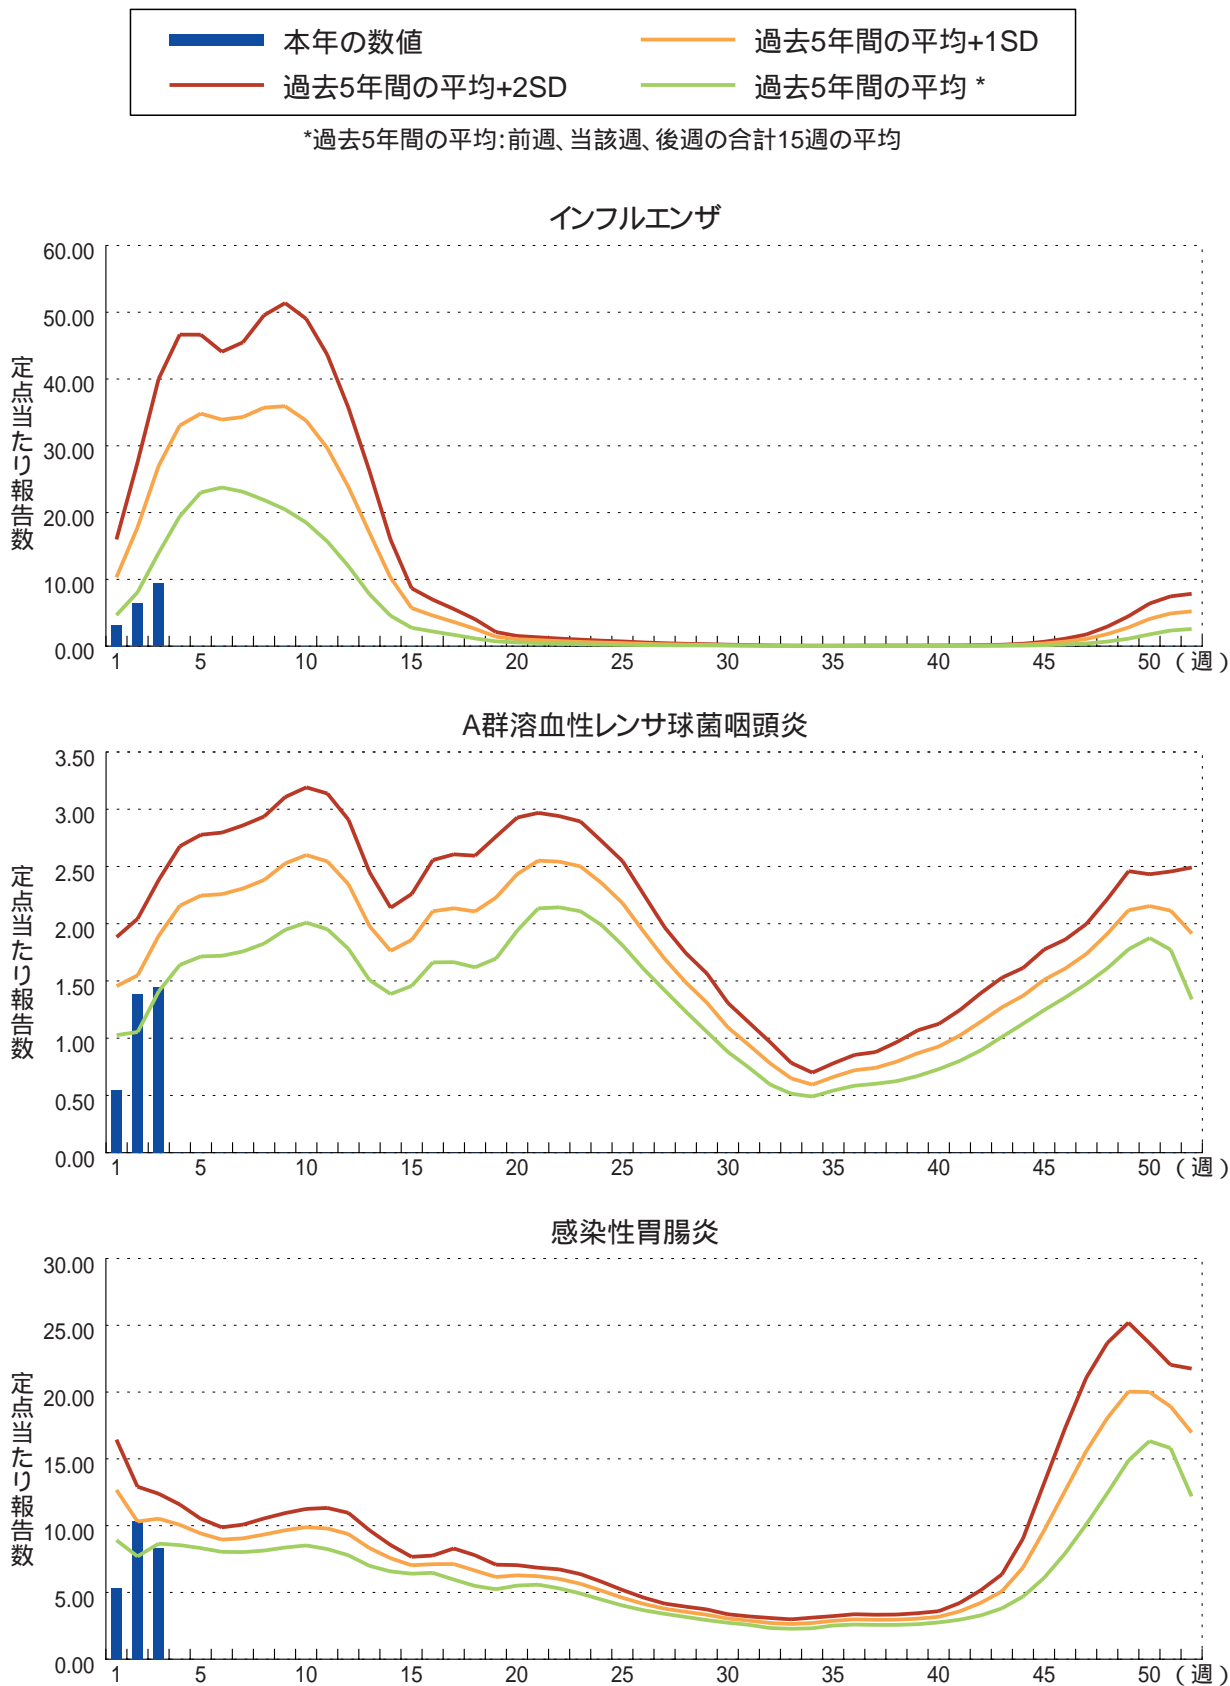 本年の数値
過去5年間の平均+1SD
過去5年間の平均+2SD
過去5年間の平均 *
*過去5年間の平均:前週、当該週、後週の合計15週の平均
インフルエンザ
定点当たり報告数
60.00
50.00
40.00
30.00
20.00
10.00
0.00
1 5 10 15 20 25 30 35 40 45 50 (週)
A群溶血性レンサ球菌咽頭炎
定点当たり報告数
3.50
3.00
2.50
2.00
1.50
1.00
0.50
0.00
1 5 10 15 20 25 30 35 40 45 50 (週)
感染性胃腸炎
定点当たり報告数
30.00
25.00
20.00
15.00
10.00
5.00
0.00
1 5 10 15 20 25 30 35 40 45 50 (週)